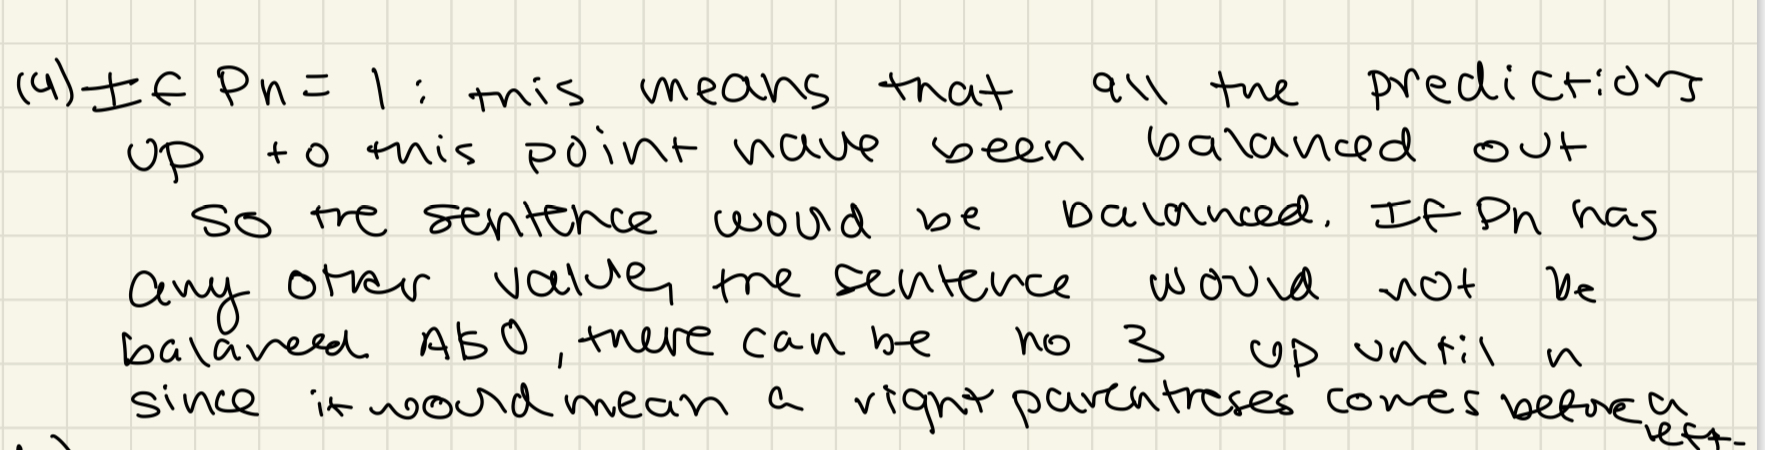 (4) If Pn = 1 : this means that all the predictions
up to this point have been balanced out
so the sentence would be balanced. If Pn has
any other value, the sentence would not be
balanced. Also, there can be no 3 up until n
since it would mean a right parentheses comes before a
left.